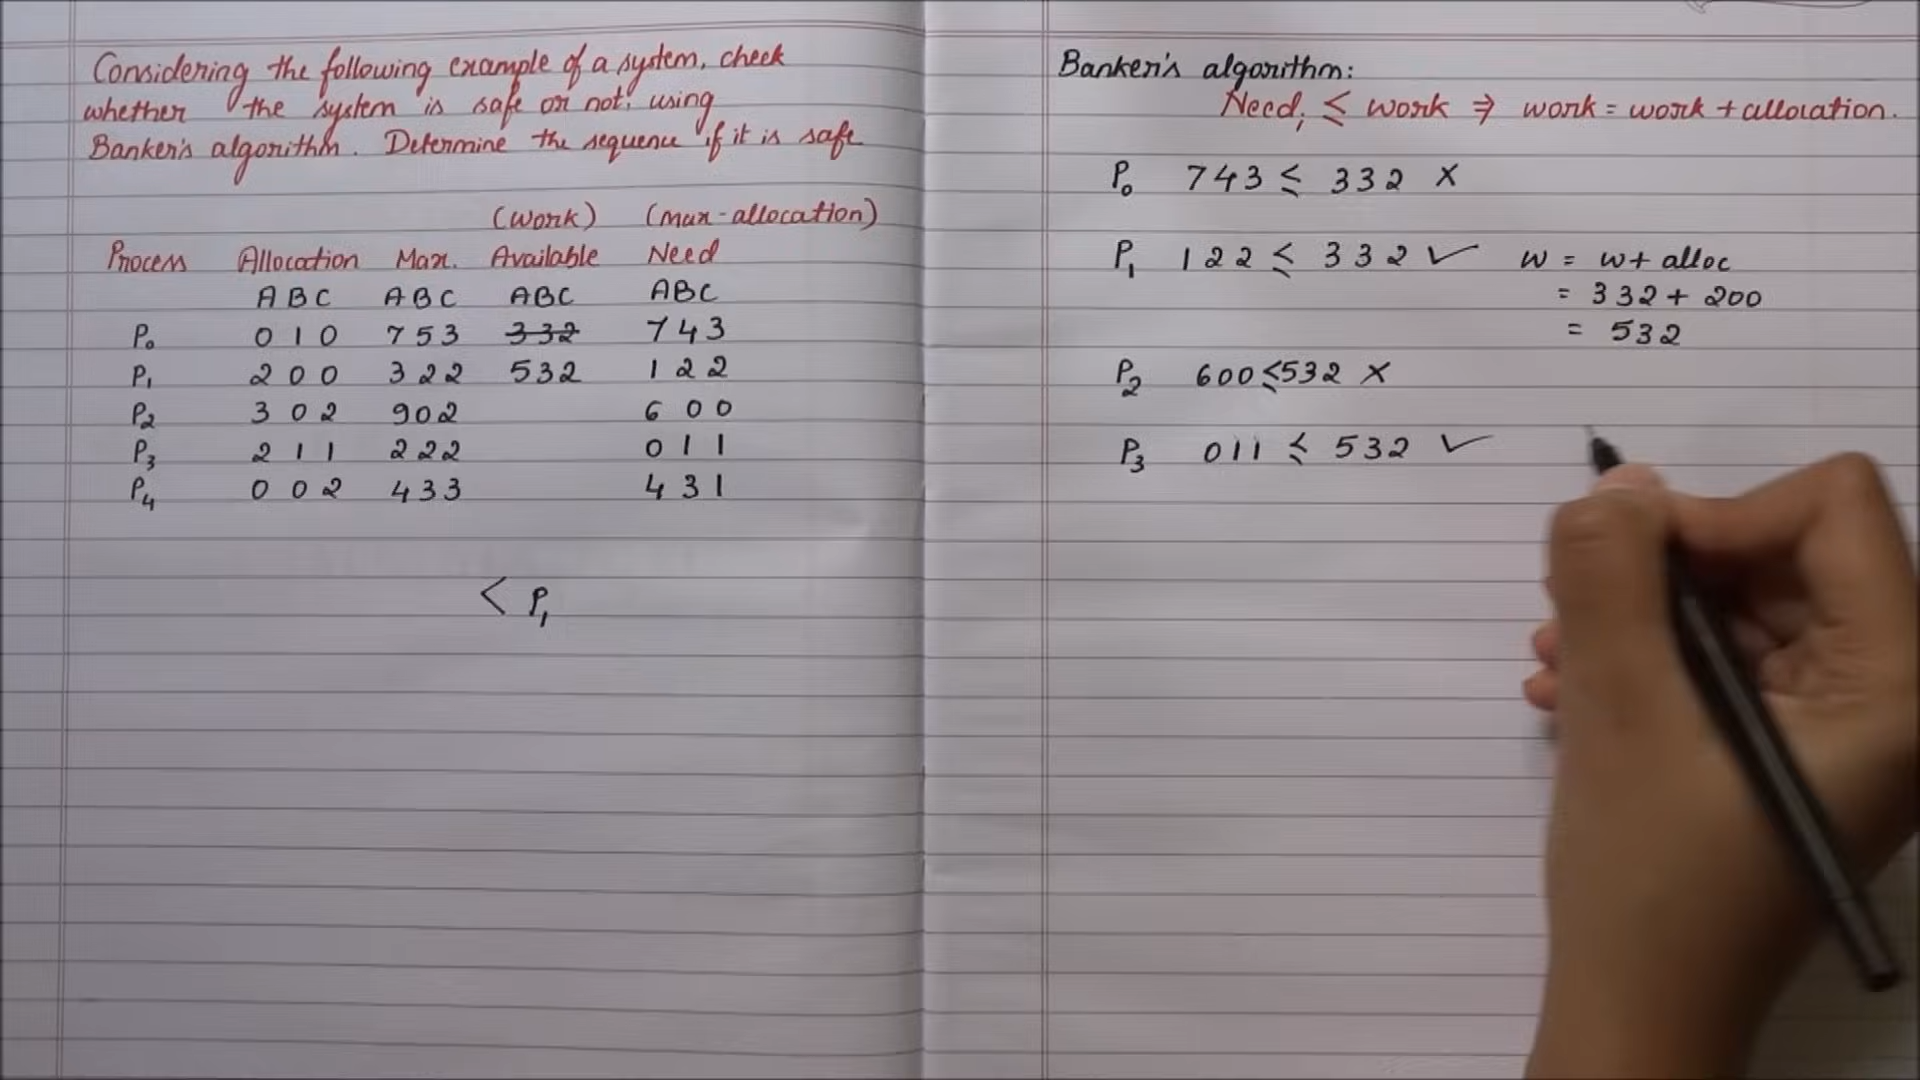 Considering the following example of a system, check
whether the system is safe or not, using
Banker's algorithm. Determine the sequence if it is safe
(work) (max-allocation)
Process Allocation Max. Available Need
A B C A B C A B C A B C
P0 0 1 0 7 5 3 3 3 2 7 4 3
P1 2 0 0 3 2 2 5 3 2 1 2 2
P2 3 0 2 9 0 2 6 0 0
P3 2 1 1 2 2 2 0 1 1
P4 0 0 2 4 3 3 4 3 1
< P1
Banker's algorithm:
Needi ≤ work ⇒ work = work + allocation.
P0 7 4 3 ≤ 3 3 2 ×
P1 1 2 2 ≤ 3 3 2 ✓ w = w + alloc
= 3 3 2 + 2 0 0
= 5 3 2
P2 6 0 0 ≤ 5 3 2 ×
P3 0 1 1 ≤ 5 3 2 ✓